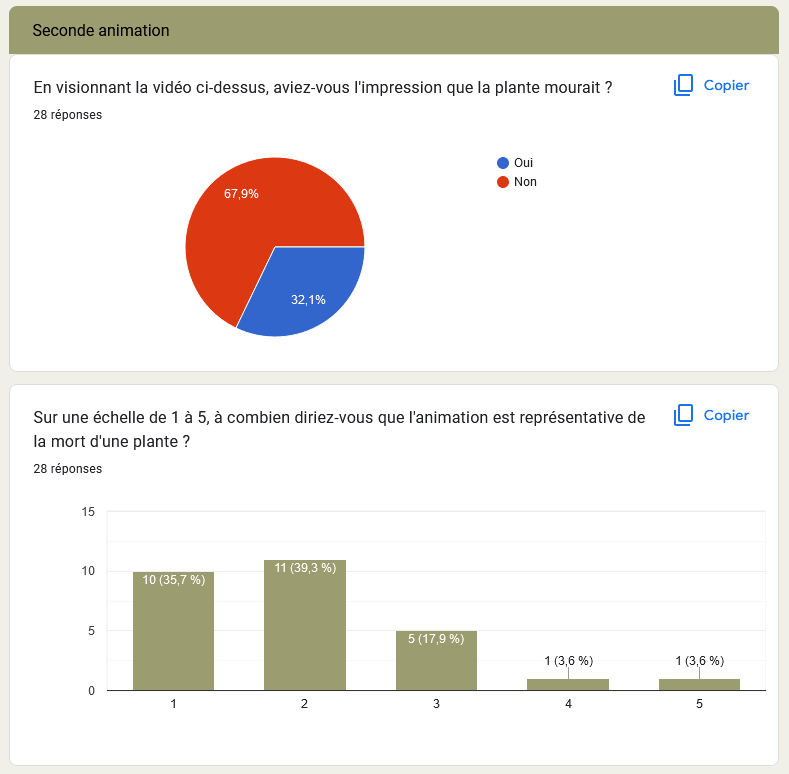 Seconde animation
En visionnant la vidéo ci-dessus, aviez-vous l'impression que la plante mourait ?
Copier
28 réponses
Oui
Non
67,9%
32,1%
Sur une échelle de 1 à 5, à combien diriez-vous que l'animation est représentative de
la mort d'une plante ?
Copier
28 réponses
15
10
5
0
10 (35,7 %)
11 (39,3 %)
5 (17,9 %)
1 (3,6 %)
1 (3,6 %)
1
2
3
4
5